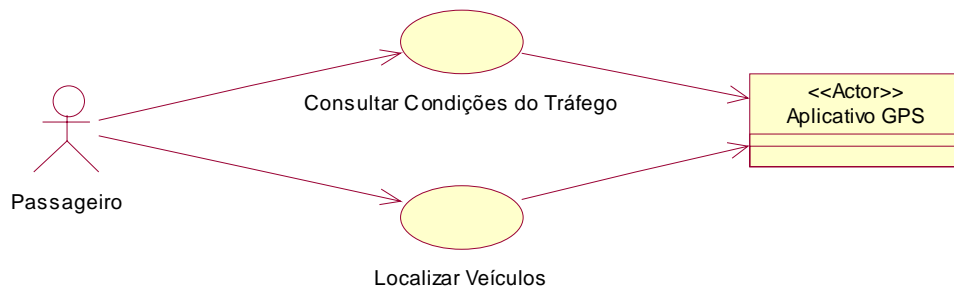 Consultar Condições do Tráfego
<<Actor>>
Aplicativo GPS
Passageiro
Localizar Veículos